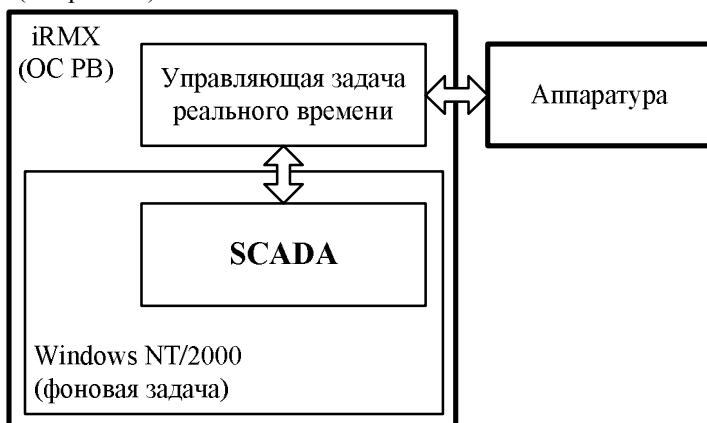 iRMX
(ОС РВ)
Управляющая задача
реального времени
Аппаратура
SCADA
Windows NT/2000
(фоновая задача)